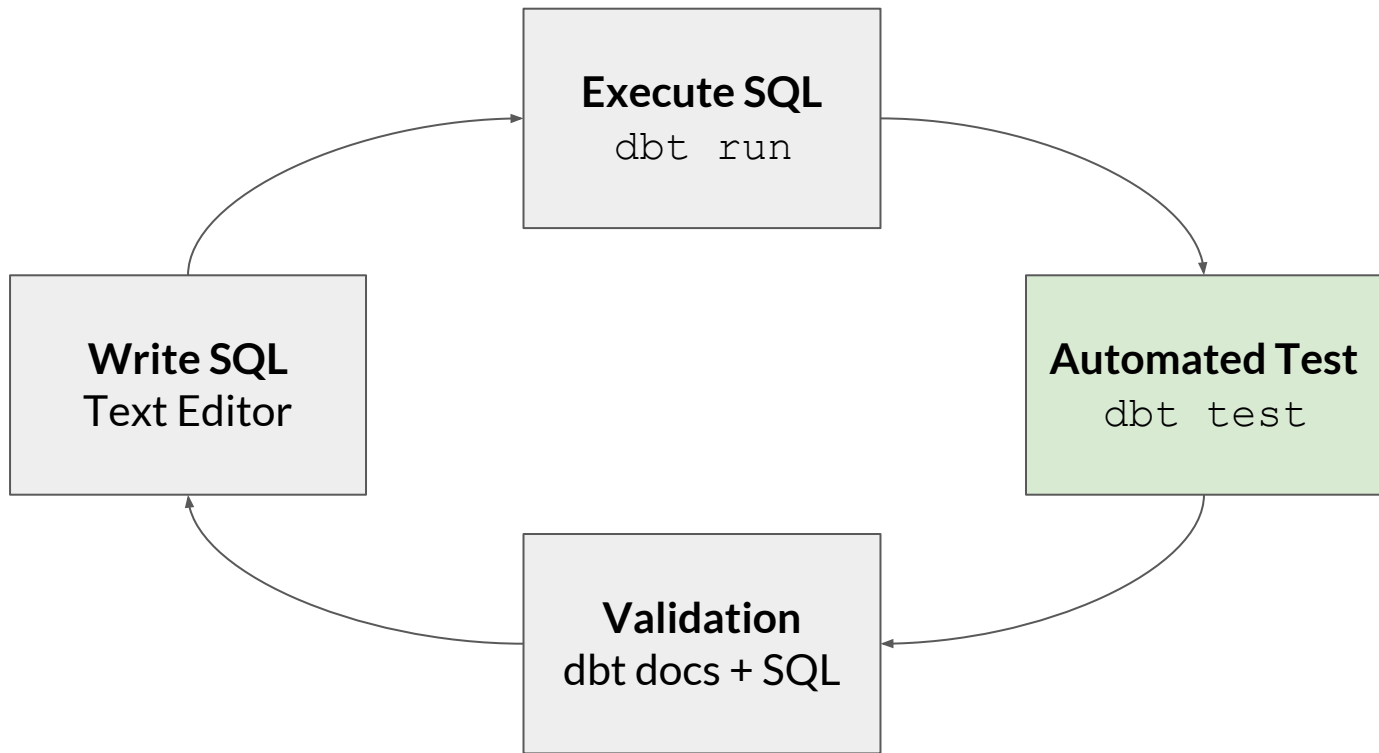 Execute SQL
dbt run
Write SQL
Text Editor
Automated Test
dbt test
Validation
dbt docs + SQL